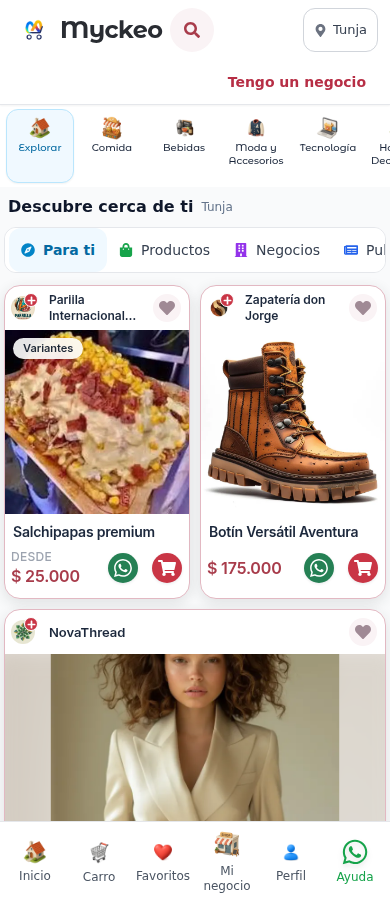 Myckeo
Tunja
Tengo un negocio
Explorar
Comida
Bebidas
Moda y
Accesorios
Tecnología
Descubre cerca de ti Tunja
Para ti
Productos
Negocios
Parilla
Internacional...
Variantes
Salchipapas premium
DESDE
$ 25.000
Zapatería don
Jorge
Botín Versátil Aventura
$ 175.000
NovaThread
Inicio
Carro
Favoritos
Mi
negocio
Perfil
Ayuda